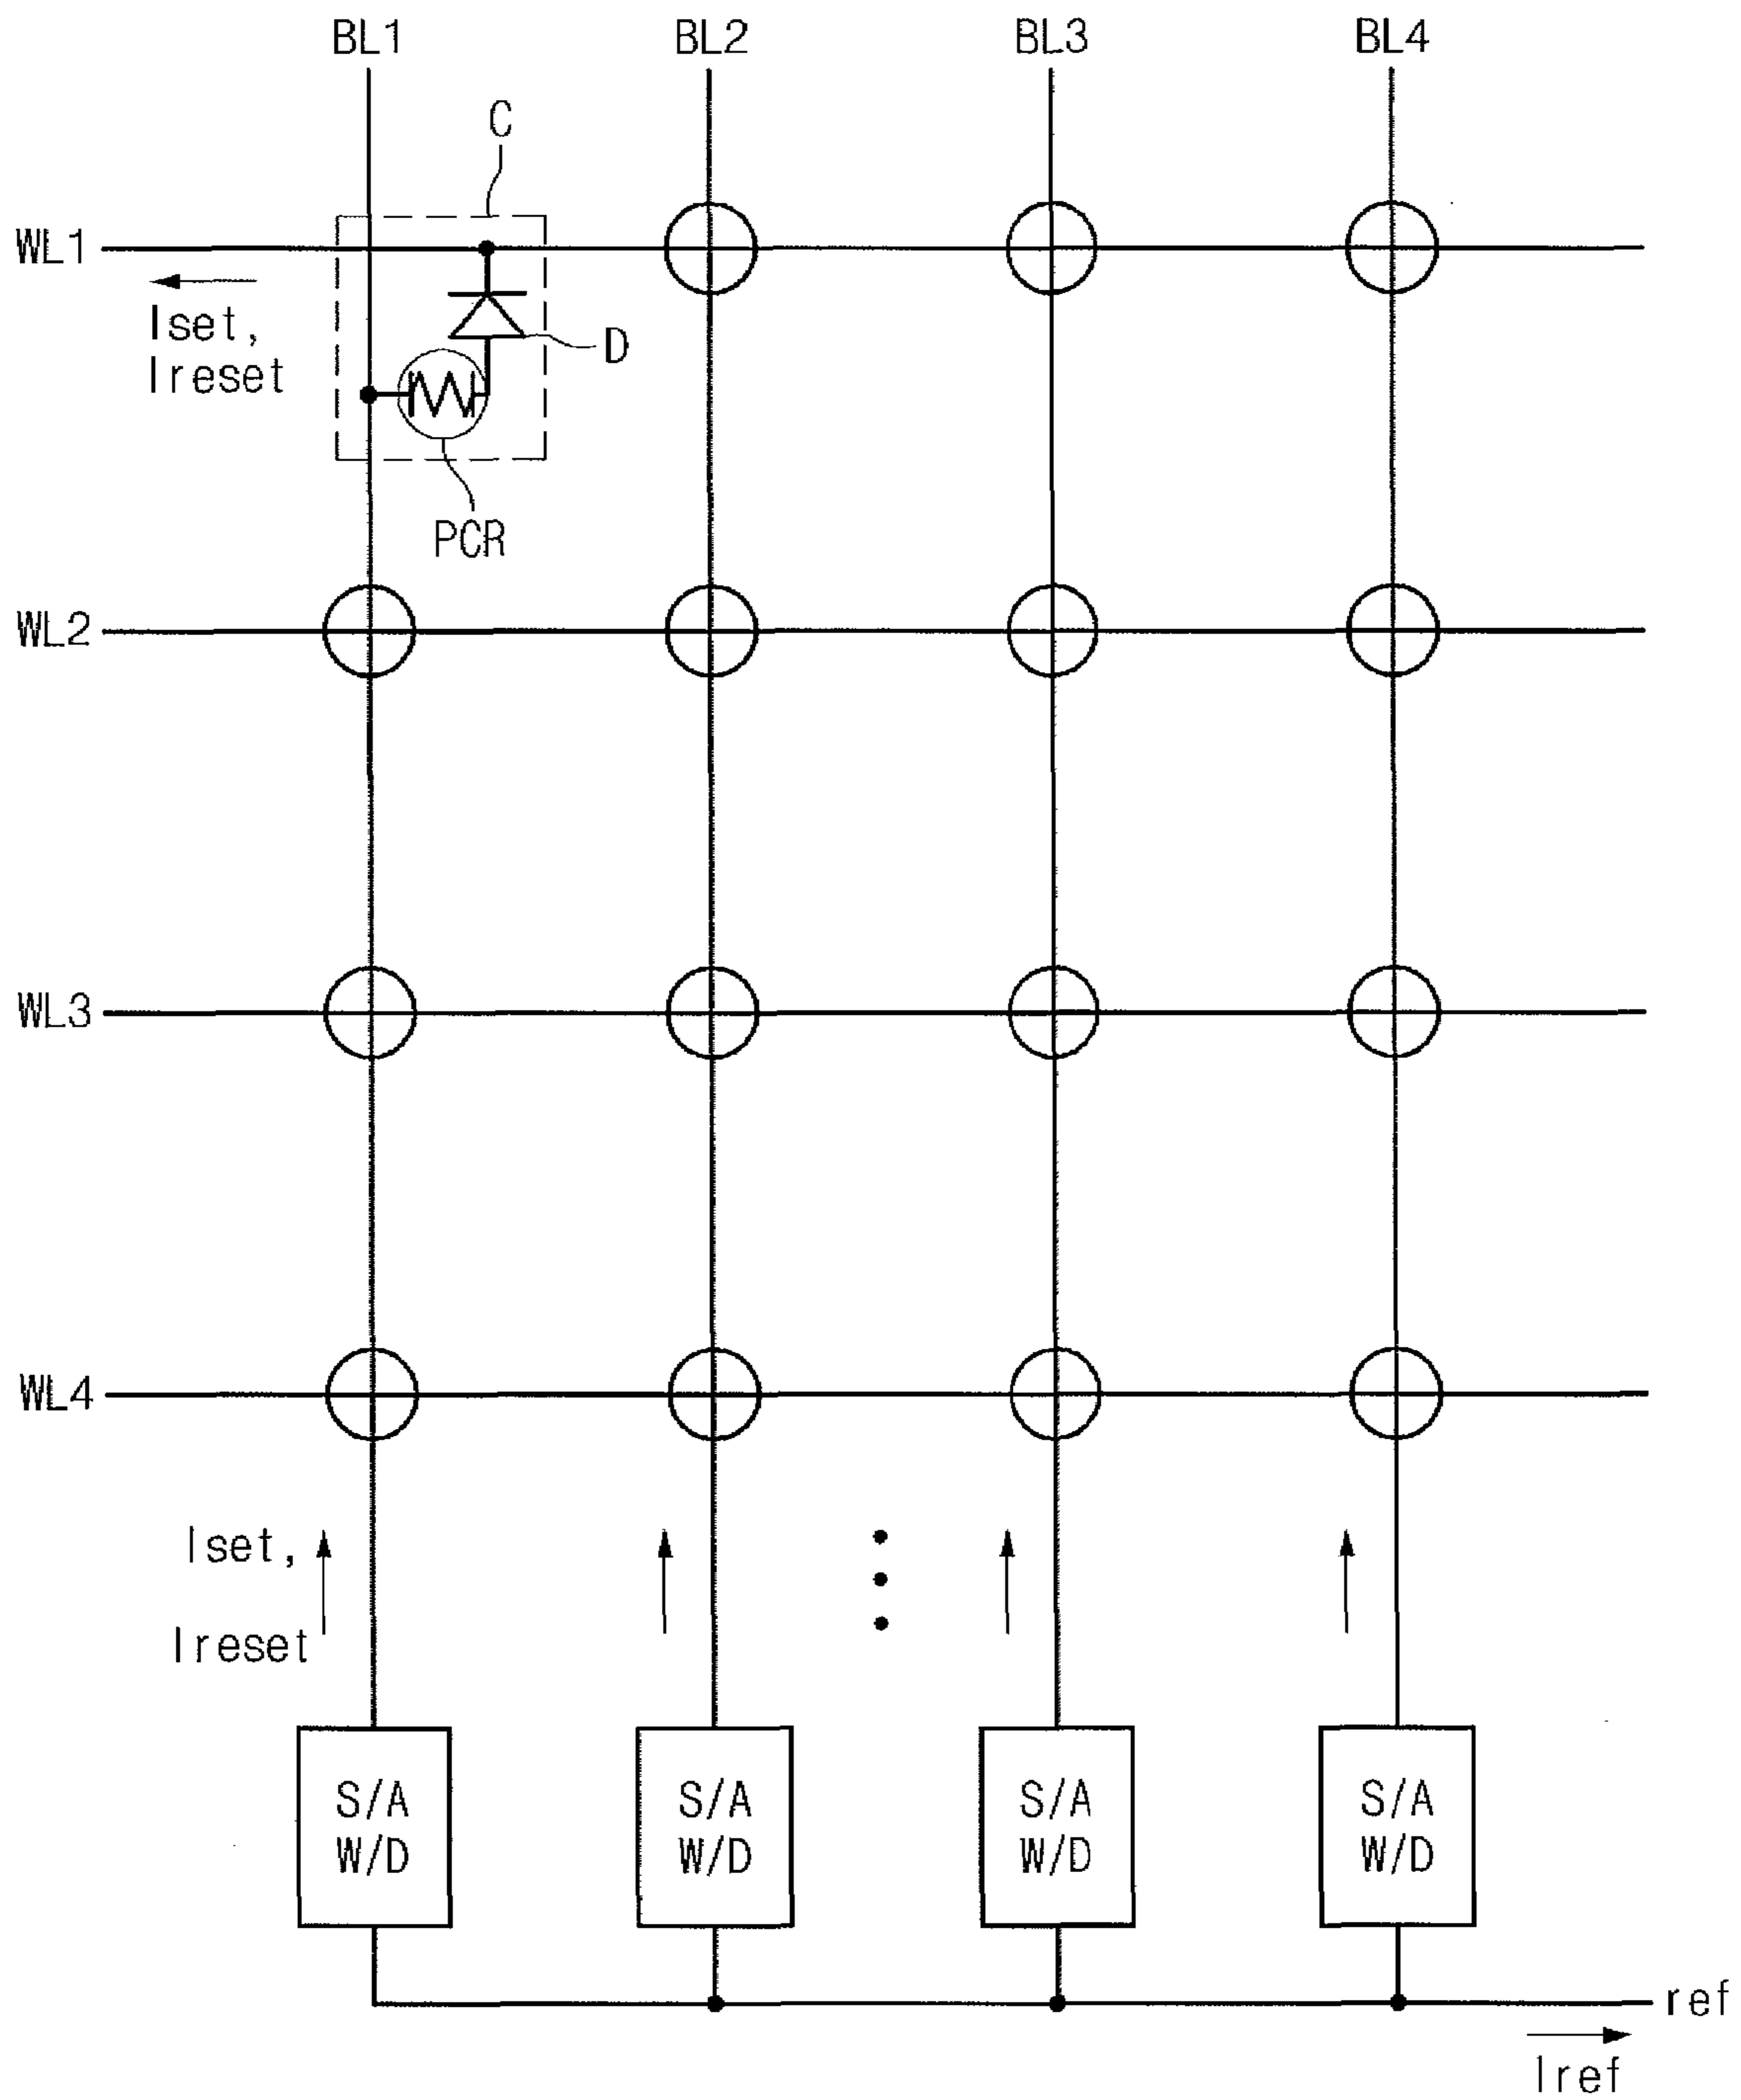 BL1
BL2
BL3
BL4
C
WL1
Iset,
Ireset
D
PCR
WL2
WL3
WL4
Iset,
Ireset
S/A
W/D
S/A
W/D
S/A
W/D
S/A
W/D
ref
Iref